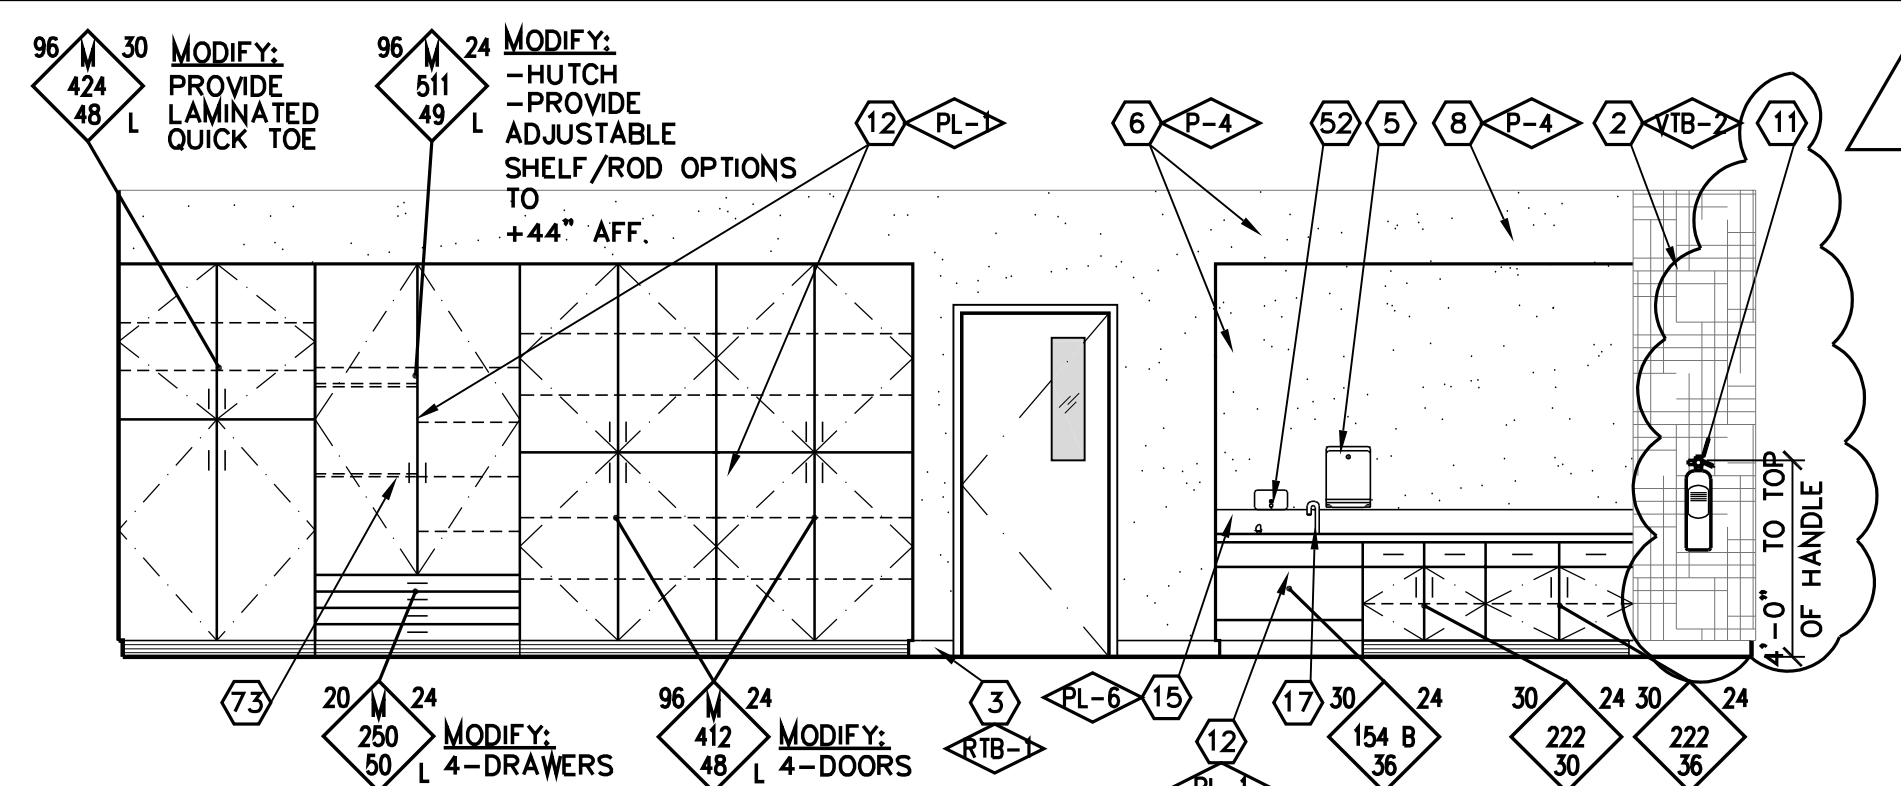 96 M 30
424
48 L
MODIFY:
PROVIDE
LAMINATED
QUICK TOE
96 M 24
511
49 L
MODIFY:
-HUTCH
-PROVIDE
ADJUSTABLE
SHELF/ROD OPTIONS
TO
+44" AFF.
12 PL-1
6 P-4
52
5
8 P-4
2 VTB-2
11
4'-0" TO TOP
OF HANDLE
73
20 M 24
250
50 L
MODIFY:
4-DRAWERS
96 M 24
412
48 L
MODIFY:
4-DOORS
3
RTB-1
PL-6 15
12
PL-1
17
30 24
154 B
36
30 24
222
30
30 24
222
36